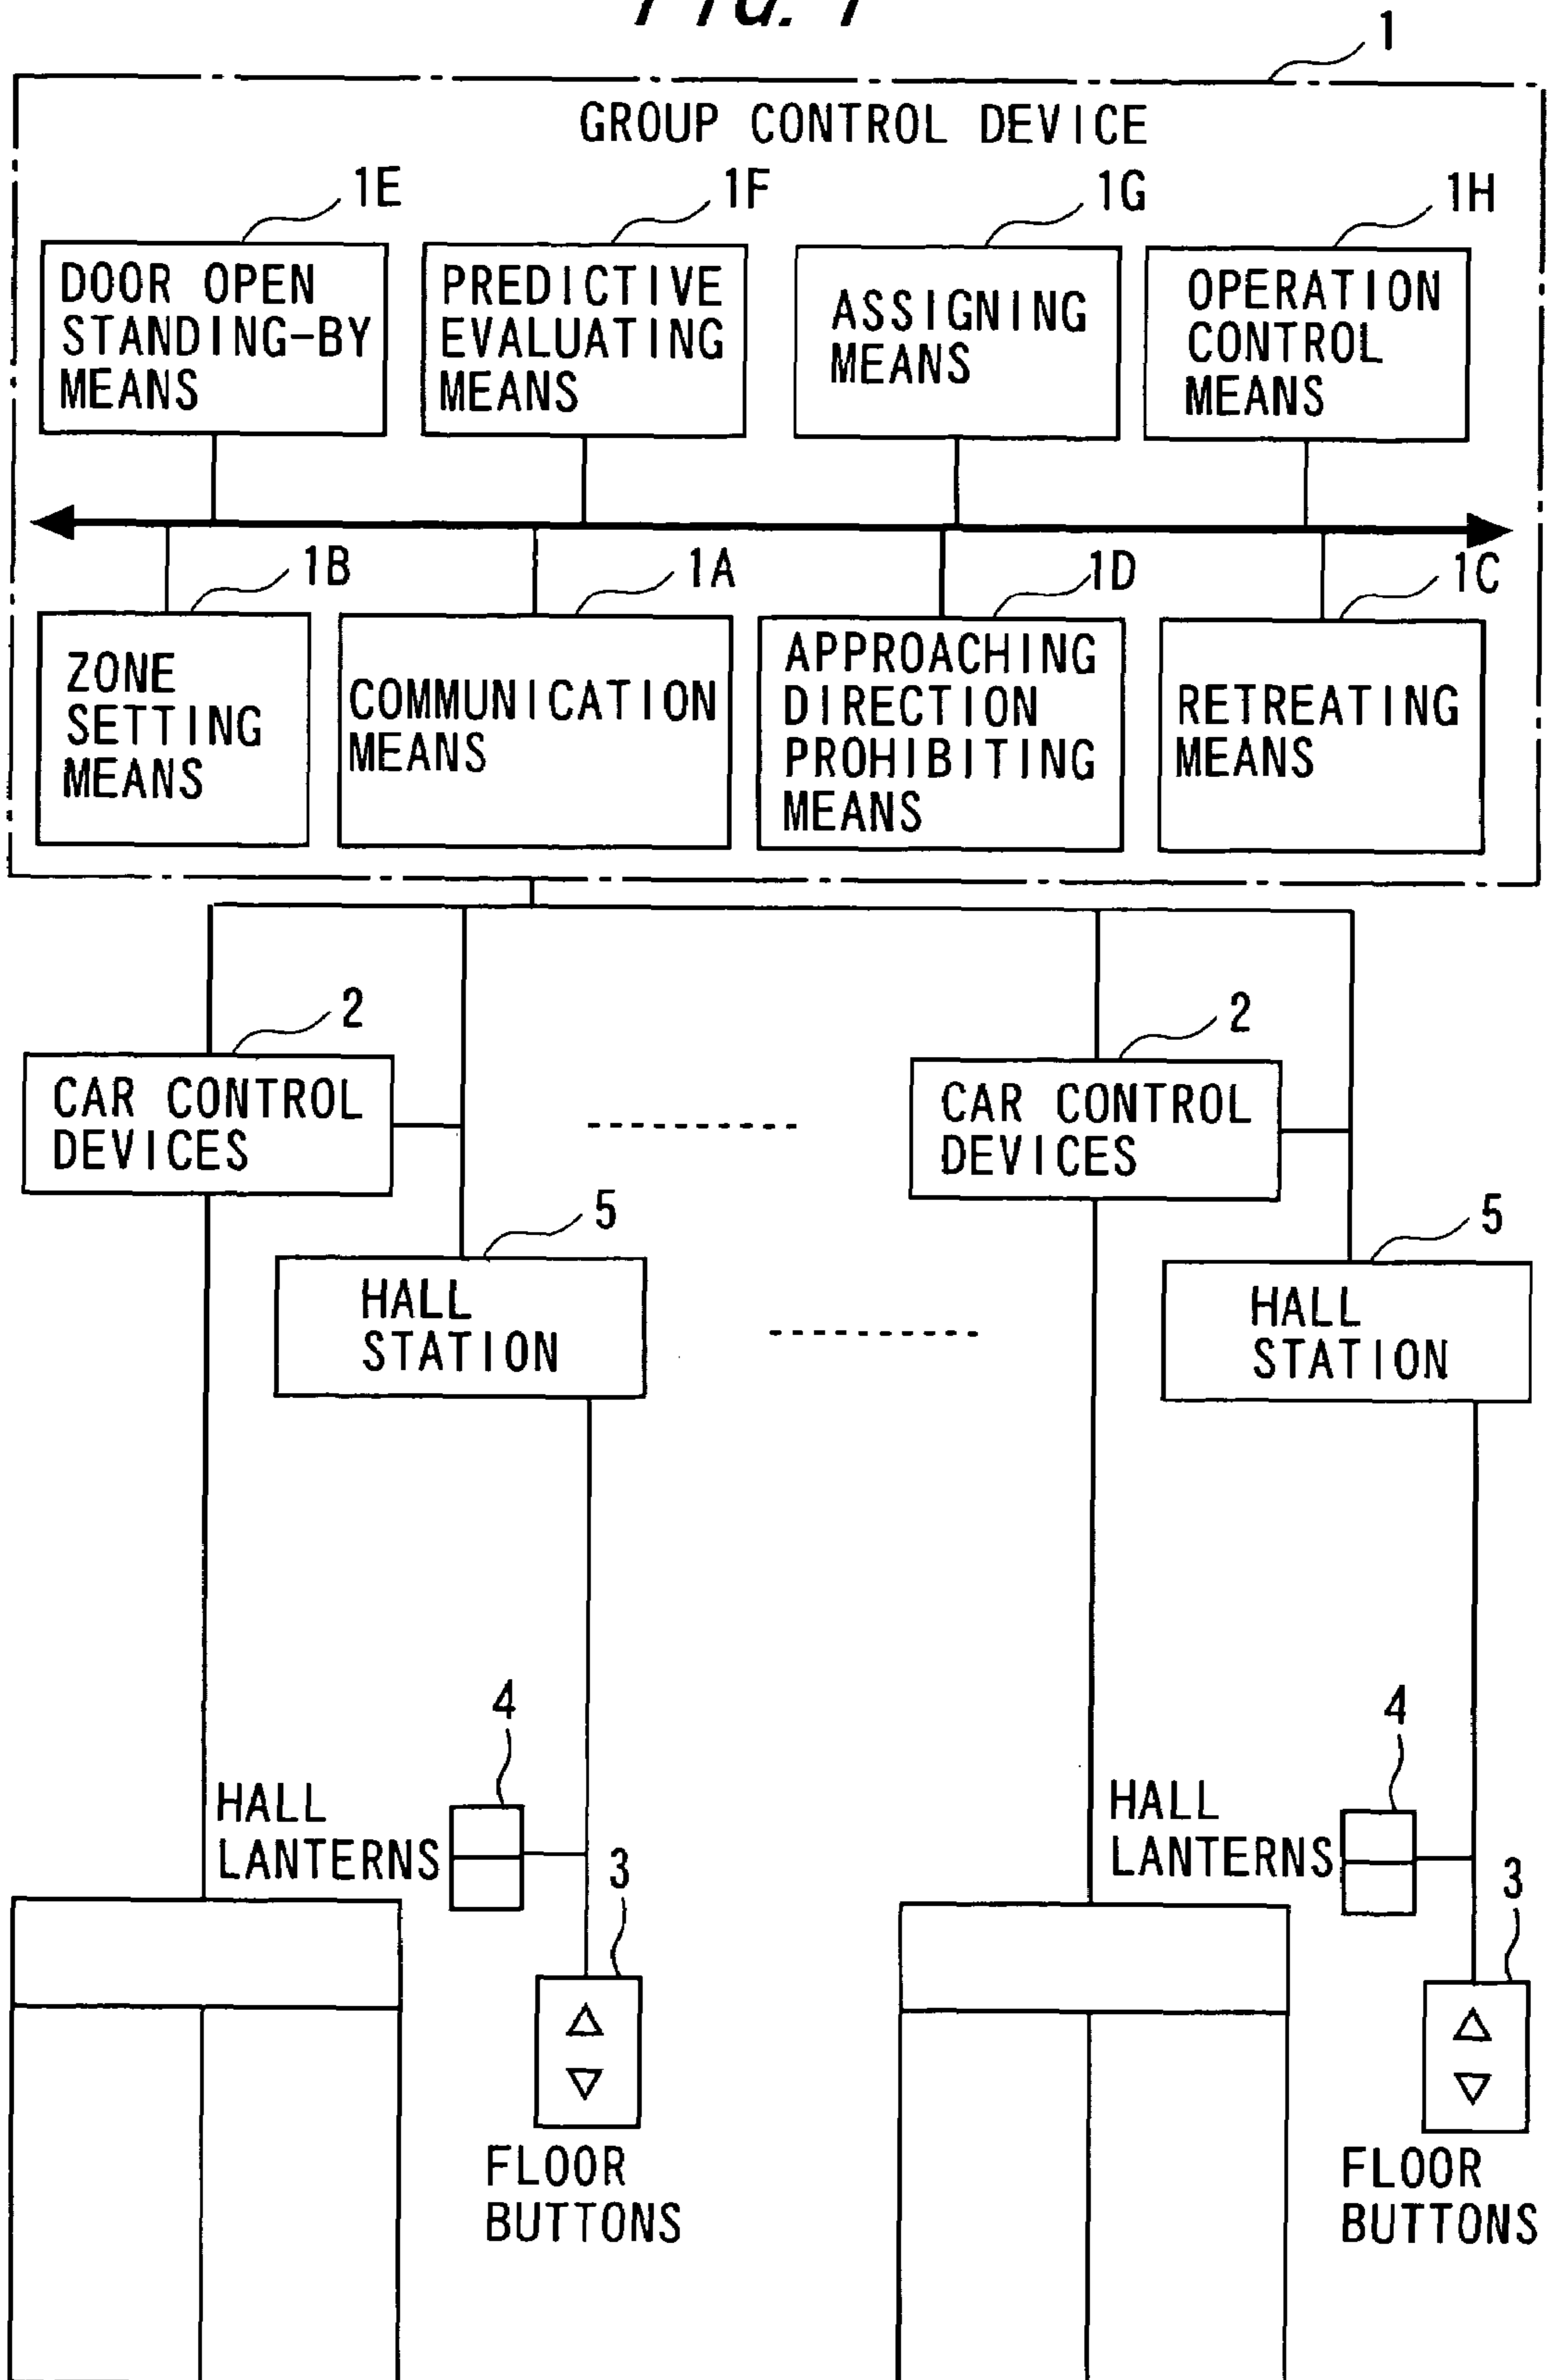 FIG. 1
1
GROUP CONTROL DEVICE
1E
1F
1G
1H
DOOR OPEN
STANDING-BY
MEANS
PREDICTIVE
EVALUATING
MEANS
ASSIGNING
MEANS
OPERATION
CONTROL
MEANS
1B
1A
1D
1C
ZONE
SETTING
MEANS
COMMUNICATION
MEANS
APPROACHING
DIRECTION
PROHIBITING
MEANS
RETREATING
MEANS
2
2
CAR CONTROL
DEVICES
CAR CONTROL
DEVICES
5
5
HALL
STATION
HALL
STATION
4
4
HALL
LANTERNS
HALL
LANTERNS
3
3
FLOOR
BUTTONS
FLOOR
BUTTONS